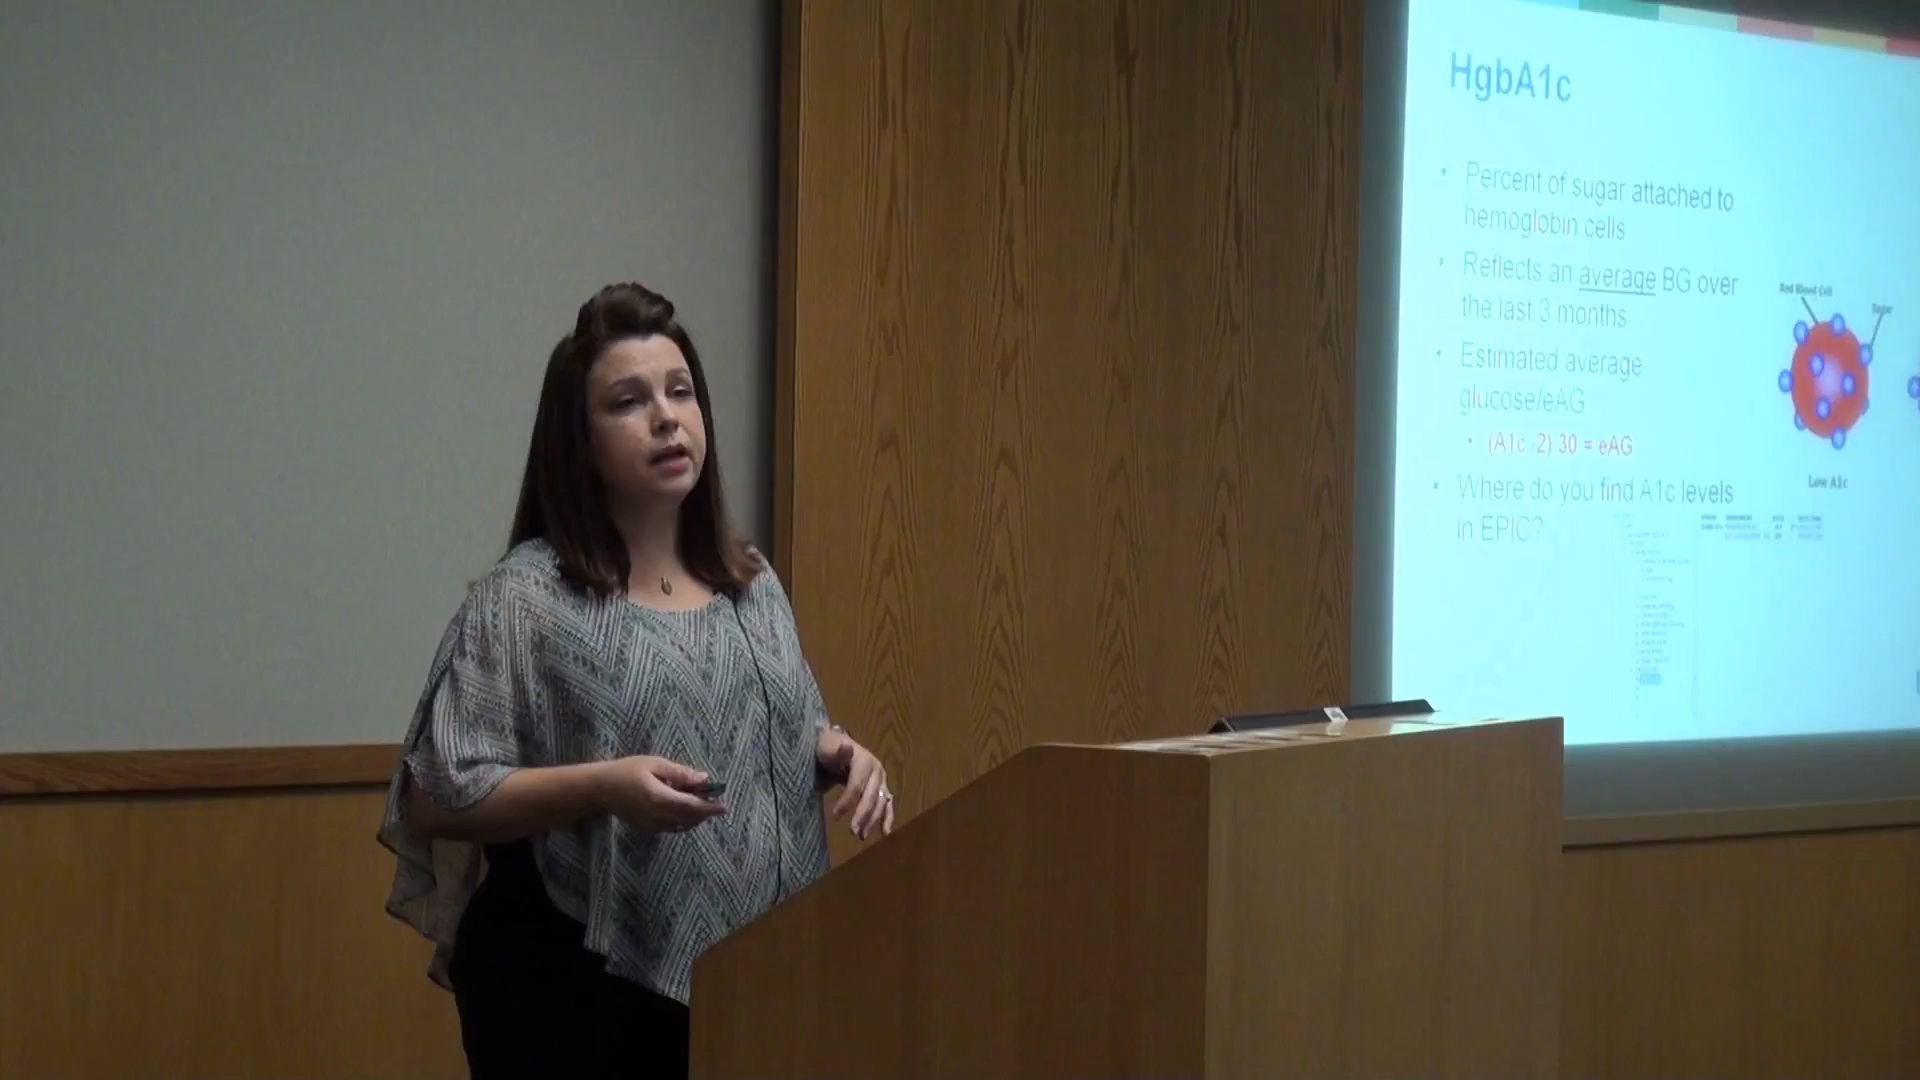 HgbA1c
• Percent of sugar attached to
hemoglobin cells
• Reflects an average BG over
the last 3 months
• Estimated average
glucose/eAG
• (A1c -2) 30 = eAG
• Where do you find A1c levels
in EPIC?
Red Blood Cell
Sugar
Low A1c